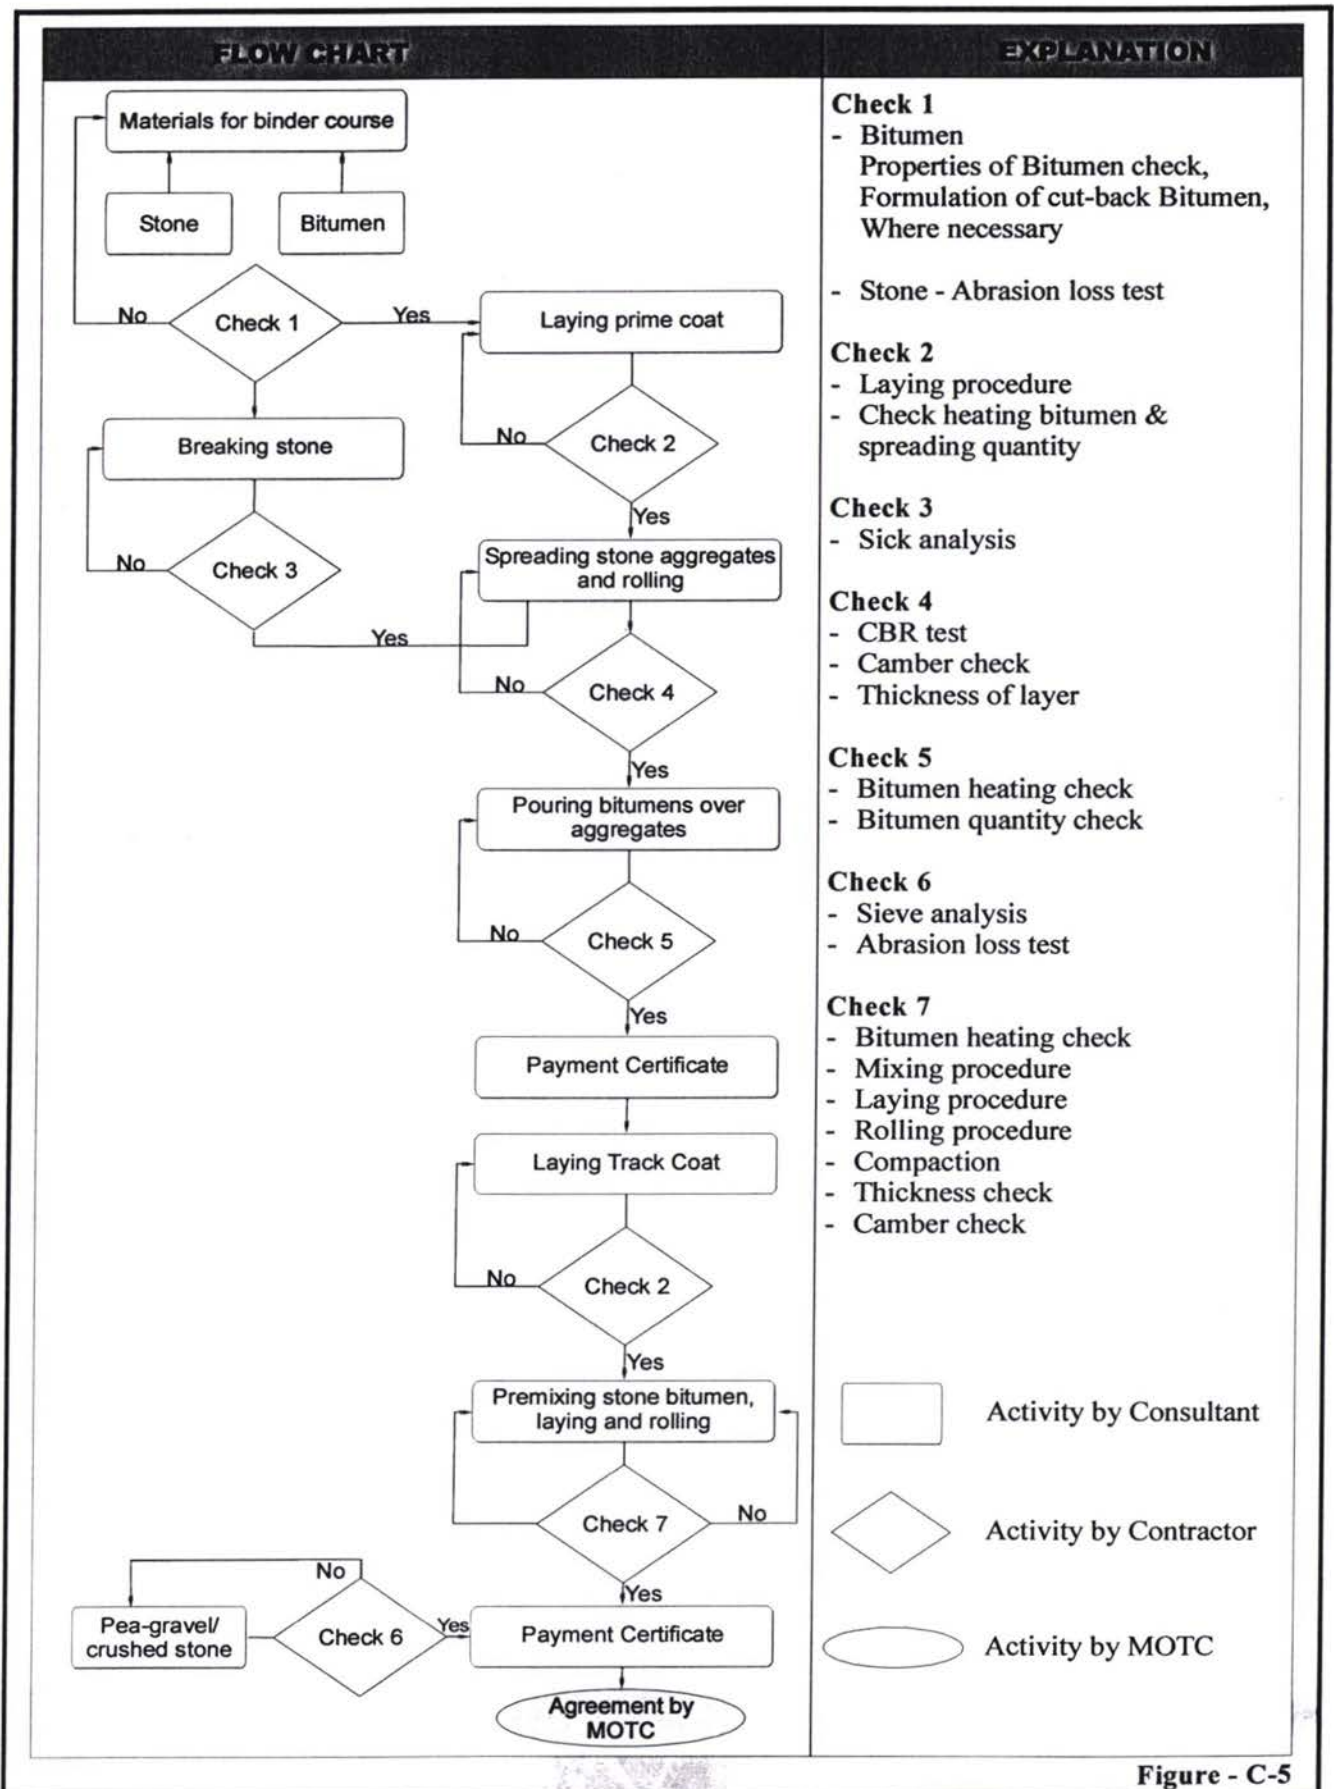 FLOW CHART
Materials for binder course
Stone
Bitumen
No
Check 1
Yes
Laying prime coat
No
Check 2
Yes
Breaking stone
No
Check 3
Yes
Spreading stone aggregates
and rolling
No
Check 4
Yes
Pouring bitumens over
aggregates
No
Check 5
Yes
Payment Certificate
Laying Track Coat
No
Check 2
Yes
Premixing stone bitumen,
laying and rolling
Check 7
No
Yes
No
Pea-gravel/
crushed stone
Check 6
Yes
Payment Certificate
Agreement by
MOTC
EXPLANATION
Check 1
- Bitumen
Properties of Bitumen check,
Formulation of cut-back Bitumen,
Where necessary
- Stone - Abrasion loss test
Check 2
- Laying procedure
- Check heating bitumen &
spreading quantity
Check 3
- Sick analysis
Check 4
- CBR test
- Camber check
- Thickness of layer
Check 5
- Bitumen heating check
- Bitumen quantity check
Check 6
- Sieve analysis
- Abrasion loss test
Check 7
- Bitumen heating check
- Mixing procedure
- Laying procedure
- Rolling procedure
- Compaction
- Thickness check
- Camber check
Activity by Consultant
Activity by Contractor
Activity by MOTC
Figure - C-5